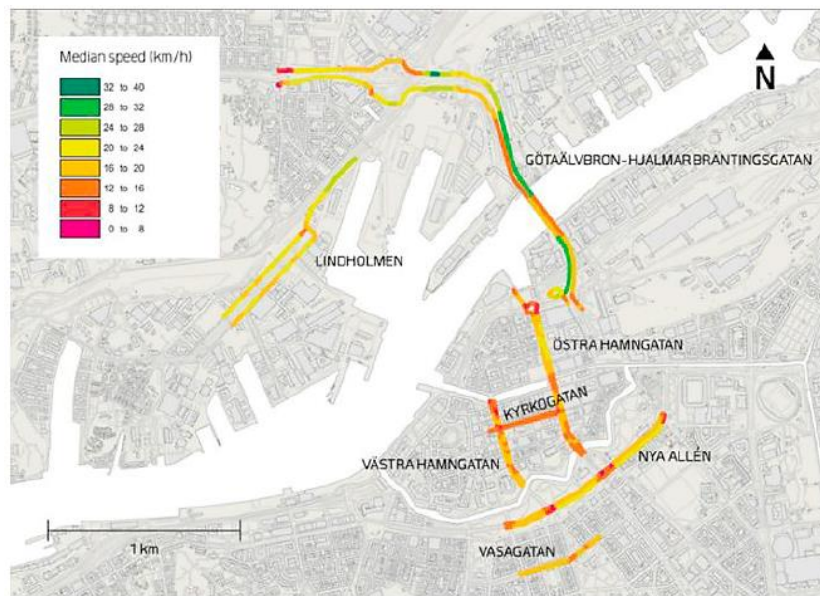 Median speed (km/h)
32 to 40
28 to 32
24 to 28
20 to 24
16 to 20
12 to 16
8 to 12
0 to 8
N
GÖTAÄLVBRON-HJALMAR BRANTINGSGATAN
LINDHOLMEN
ÖSTRA HAMNGATAN
KYRKOGATAN
VÄSTRA HAMNGATAN
NYA ALLÉN
VASAGATAN
1 km